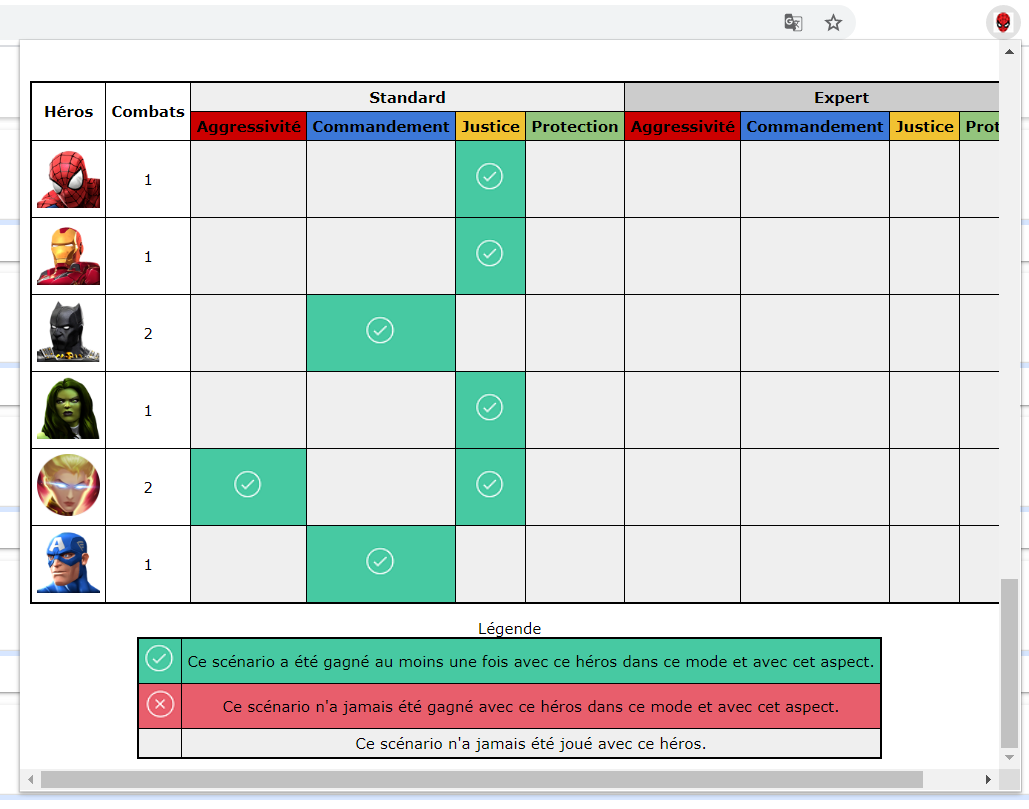 Héros Combats Standard Expert
Aggressivité Commandement Justice Protection Aggressivité Commandement Justice Prot
1
1
2
1
2
1
Légende
Ce scénario a été gagné au moins une fois avec ce héros dans ce mode et avec cet aspect.
Ce scénario n'a jamais été gagné avec ce héros dans ce mode et avec cet aspect.
Ce scénario n'a jamais été joué avec ce héros.